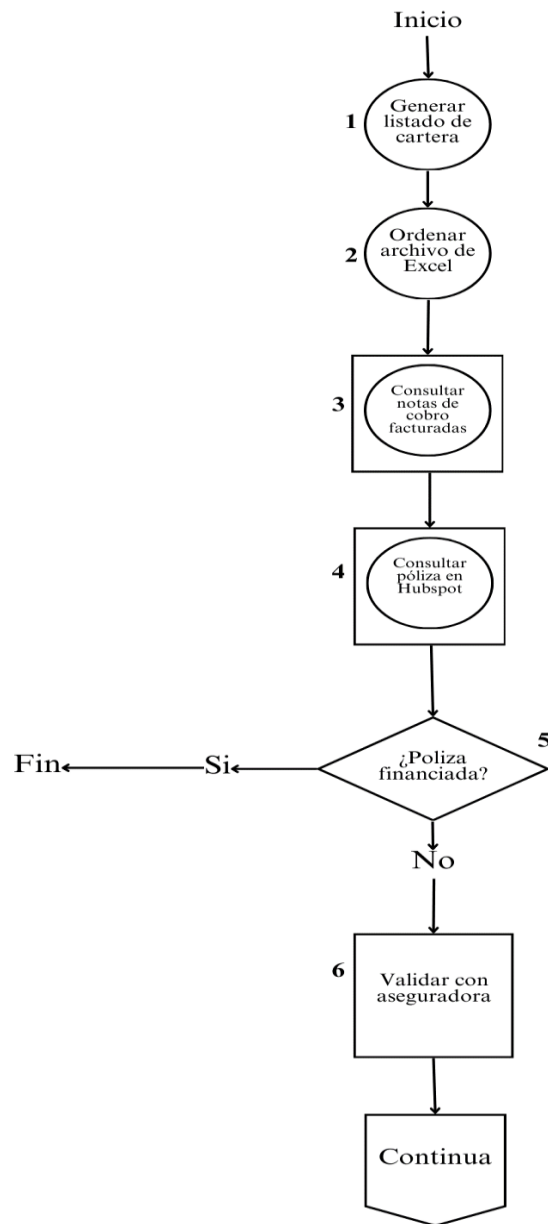 Inicio
1
Generar
listado de
cartera
2
Ordenar
archivo de
Excel
3
Consultar
notas de
cobro
facturadas
4
Consultar
póliza en
Hubspot
5
¿Poliza
financiada?
Fin
Si
No
6
Validar con
aseguradora
Continua